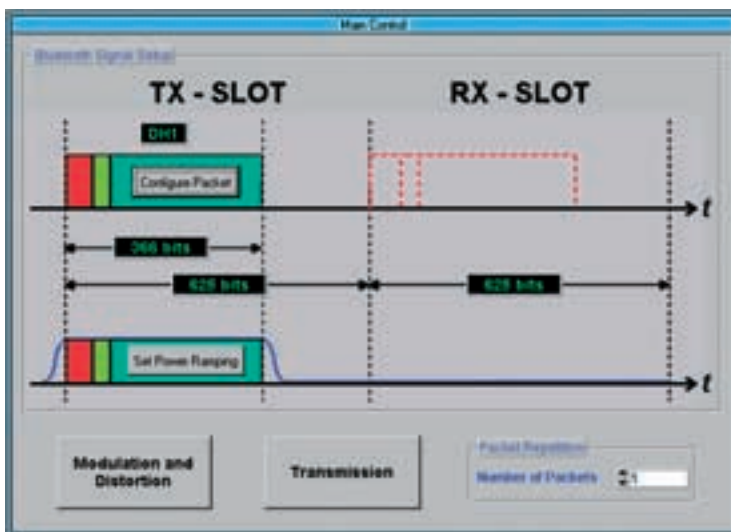 Main Control
Bluetooth Signal Setup
TX - SLOT
RX - SLOT
DH1
Configure Packet
t
366 bits
625 bits
625 bits
Set Power Ramping
t
Modulation and
Distortion
Transmission
Packet Repetition
Number of Packets
1